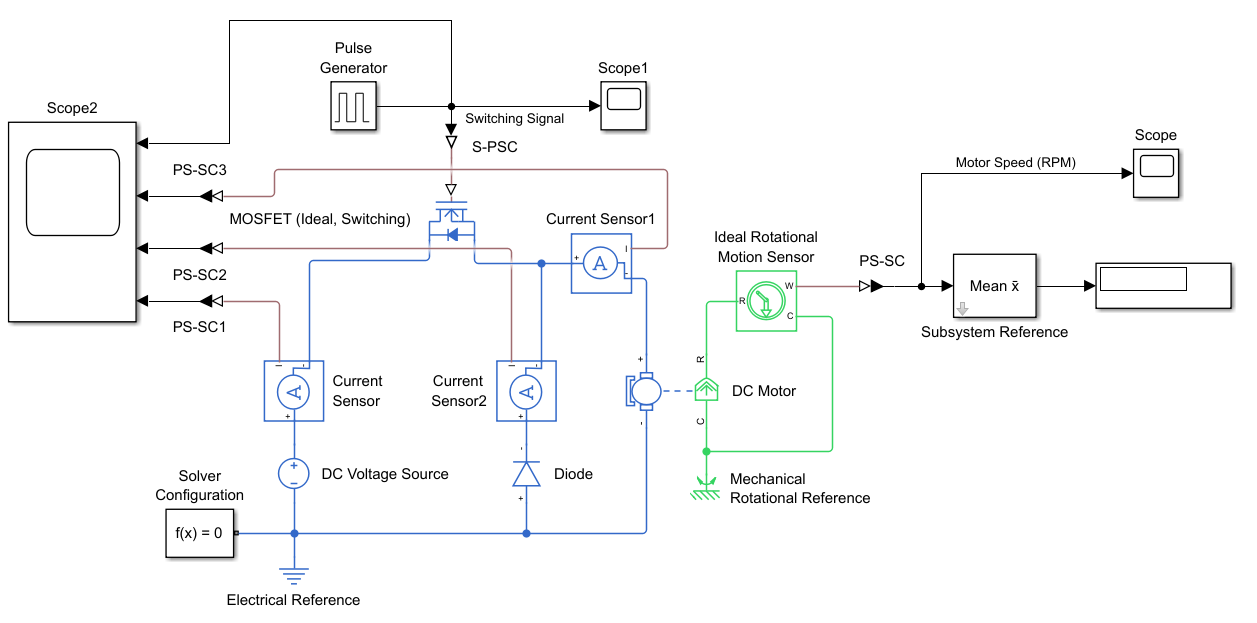 Pulse
Generator
Scope1
Scope2
Switching Signal
S-PSC
Scope
Motor Speed (RPM)
PS-SC3
MOSFET (Ideal, Switching)
Current Sensor1
I
+
A
-
Ideal Rotational
Motion Sensor
PS-SC
PS-SC2
R
W
C
Mean x̄
PS-SC1
Subsystem Reference
I
-
A
+
Current
Sensor
Current
Sensor2
I
-
A
+
+
-
R
C
DC Motor
+
−
DC Voltage Source
-
+
Diode
Solver
Configuration
f(x) = 0
Mechanical
Rotational Reference
Electrical Reference